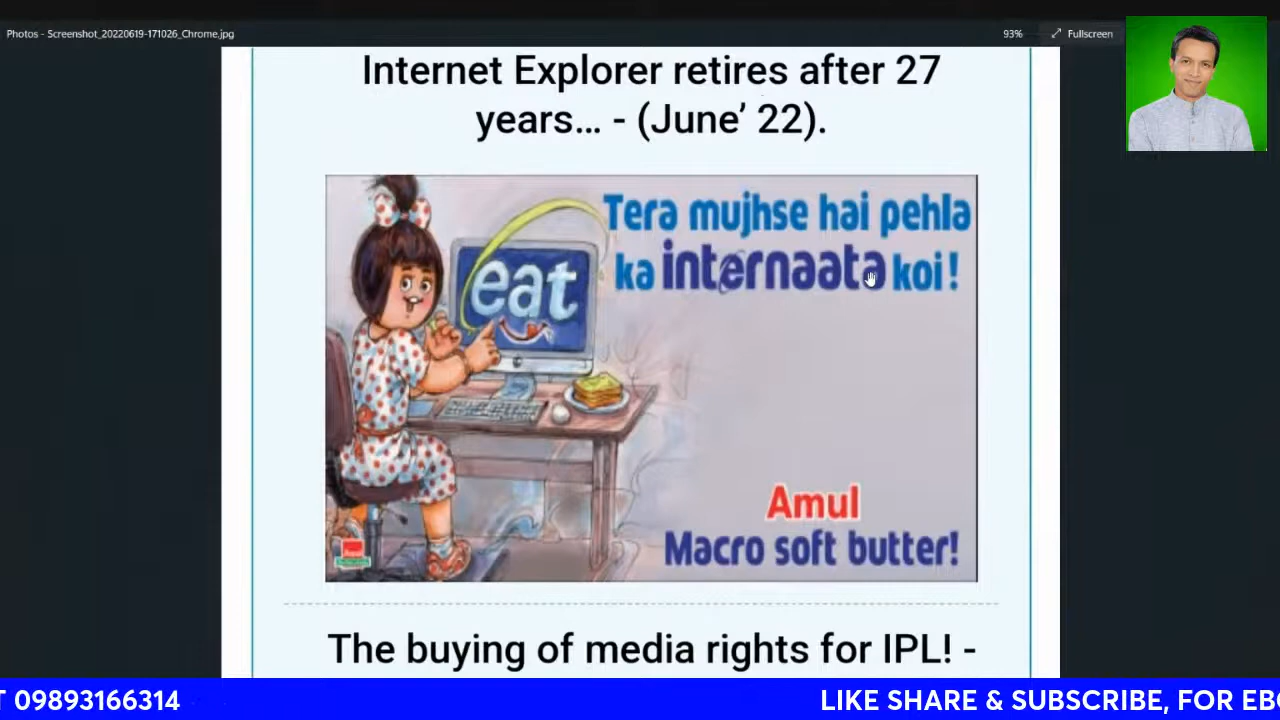 Photos - Screenshot_20220619-171026_Chrome.jpg
93%
Fullscreen
Internet Explorer retires after 27
years... - (June’ 22).
Tera mujhse hai pehla
ka internaata koi!
eat
Amul
Macro soft butter!
The buying of media rights for IPL! -
T 09893166314
LIKE SHARE & SUBSCRIBE, FOR EBO